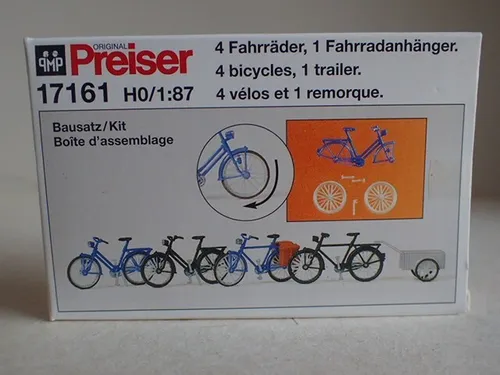 PMP
ORIGINAL
Preiser
17161 H0/1:87
4 Fahrräder, 1 Fahrradanhänger.
4 bicycles, 1 trailer.
4 vélos et 1 remorque.
Bausatz/Kit
Boîte d'assemblage